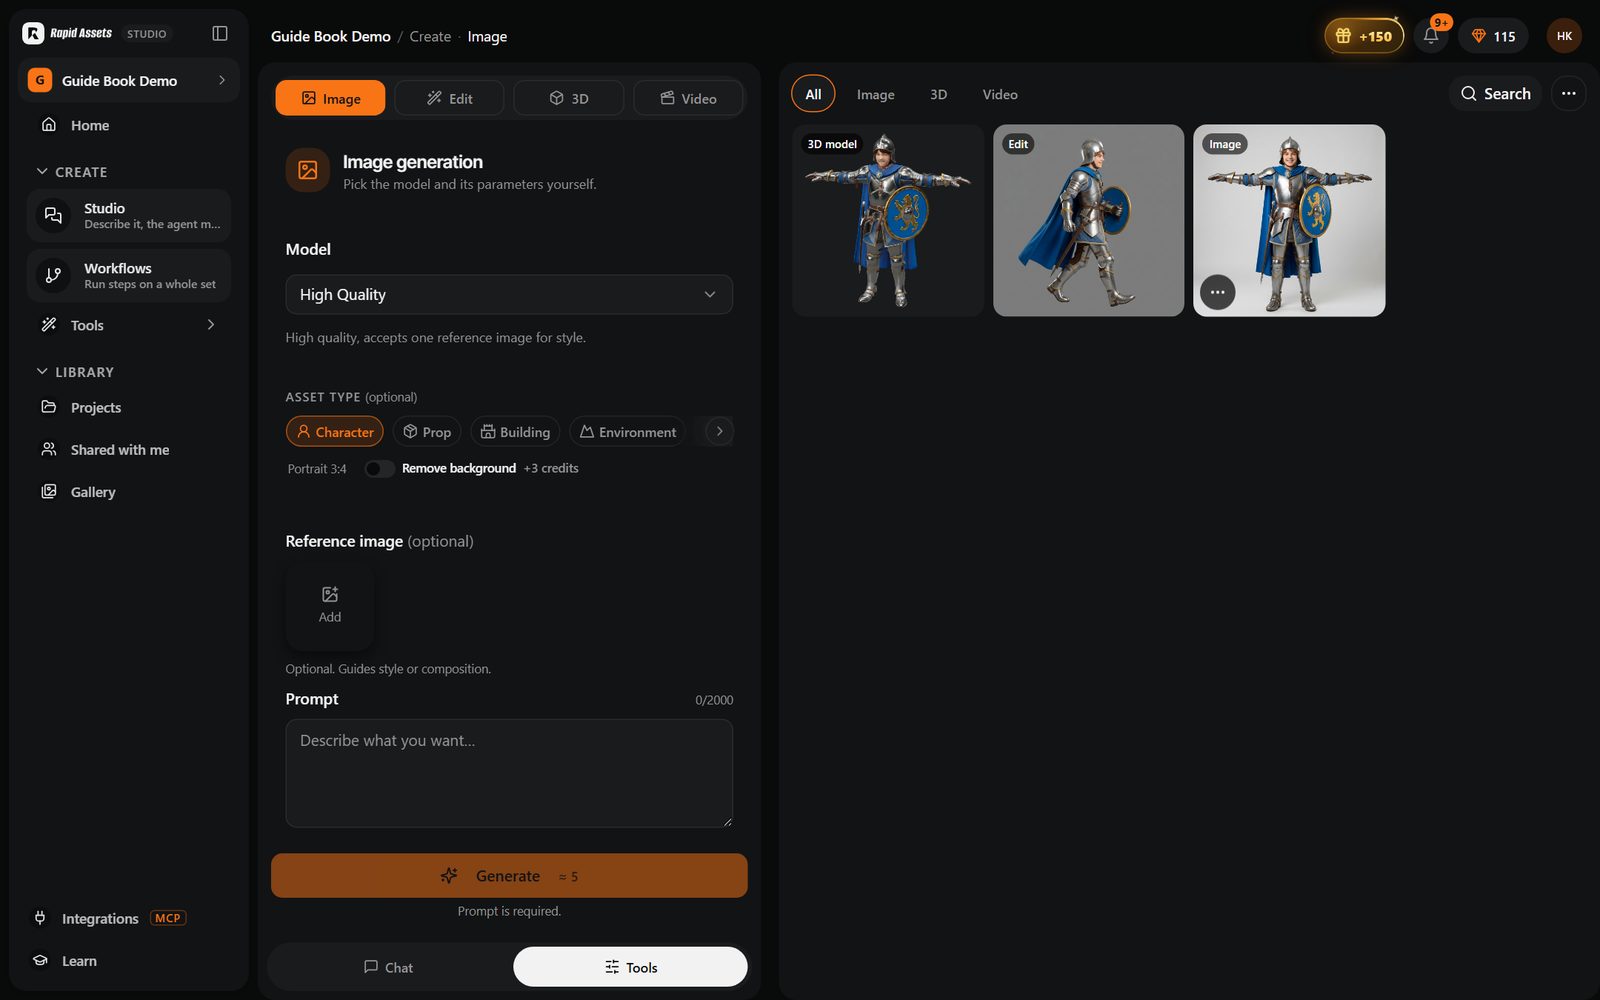 Rapid Assets STUDIO
G Guide Book Demo
Home
CREATE
Studio
Describe it, the agent m...
Workflows
Run steps on a whole set
Tools
LIBRARY
Projects
Shared with me
Gallery
Integrations MCP
Learn
Guide Book Demo / Create · Image
+150
9+
115
HK
Image
Edit
3D
Video
Image generation
Pick the model and its parameters yourself.
Model
High Quality
High quality, accepts one reference image for style.
ASSET TYPE (optional)
Character
Prop
Building
Environment
Portrait 3:4
Remove background +3 credits
Reference image (optional)
Add
Optional. Guides style or composition.
Prompt
0/2000
Describe what you want...
Generate ≈ 5
Prompt is required.
Chat
Tools
All
Image
3D
Video
Search
3D model
Edit
Image